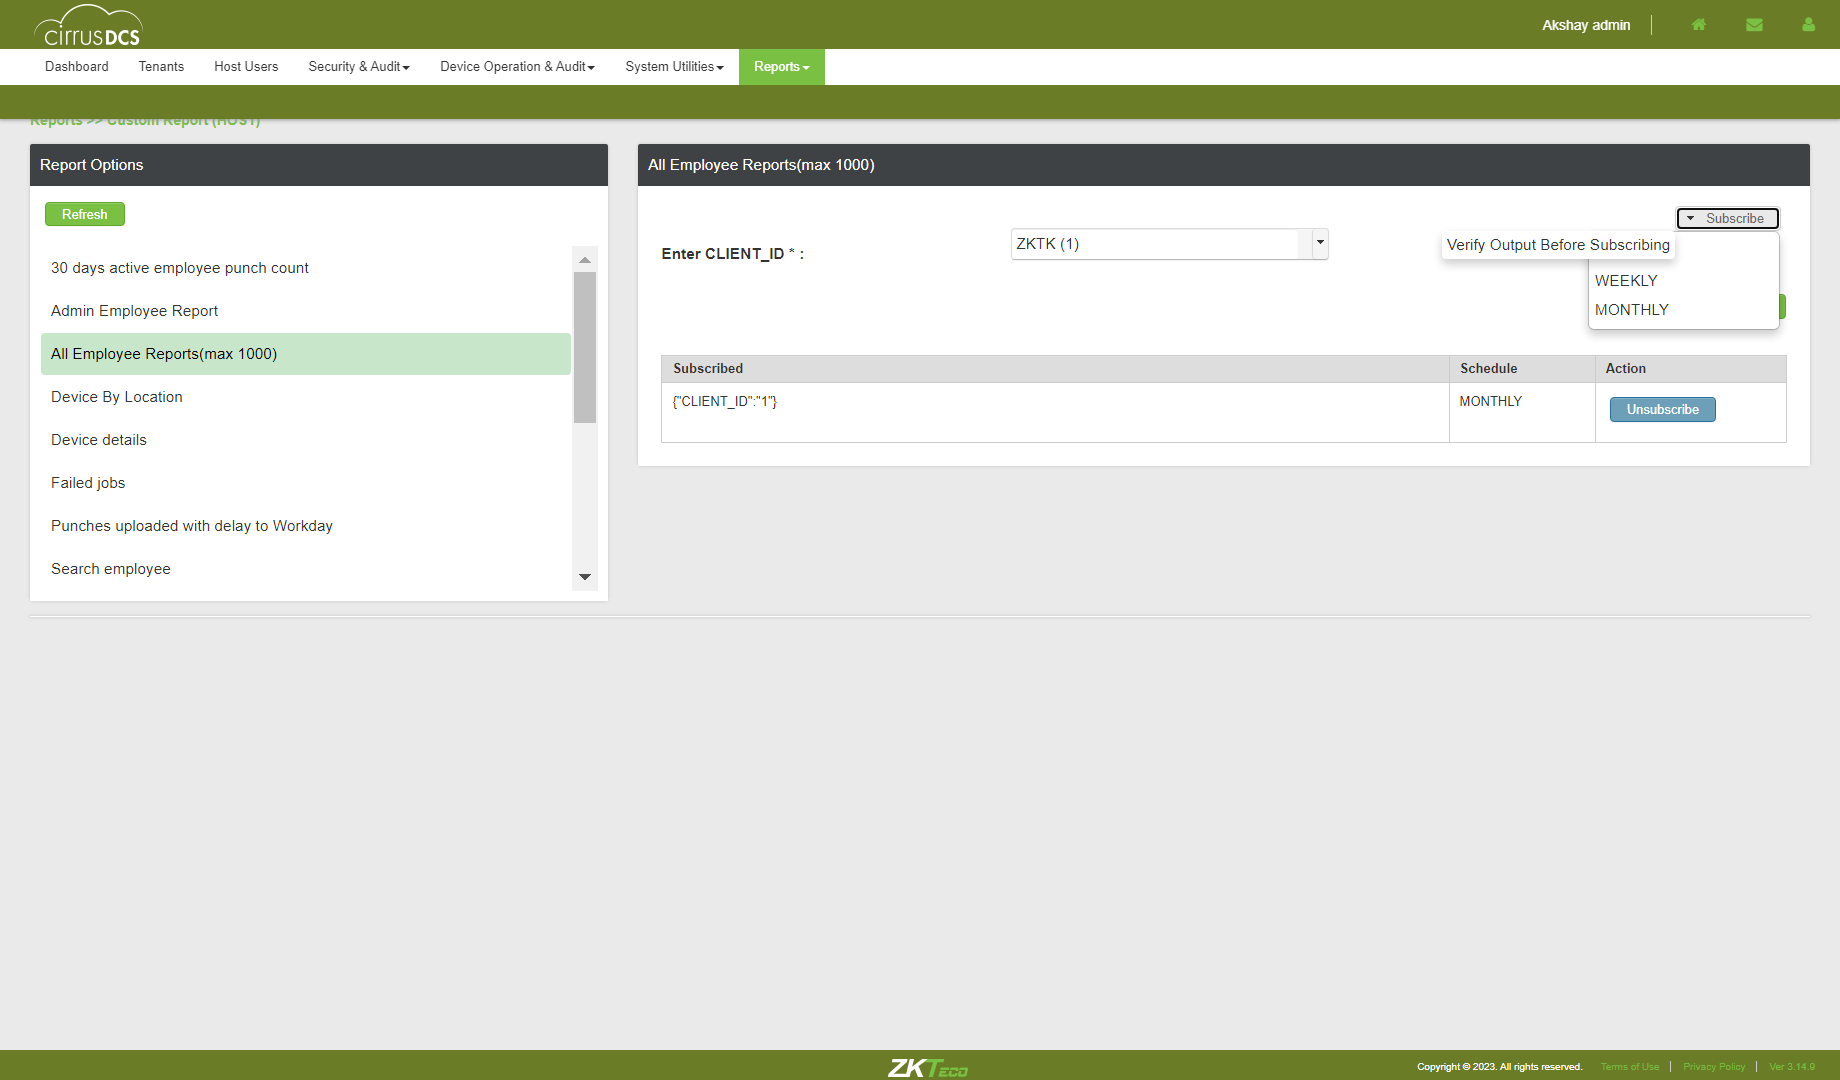 cirrusDCS
Akshay admin
Dashboard Tenants Host Users Security & Audit Device Operation & Audit System Utilities Reports
Reports >> Custom Report (HOST)
Report Options
Refresh
30 days active employee punch count
Admin Employee Report
All Employee Reports(max 1000)
Device By Location
Device details
Failed jobs
Punches uploaded with delay to Workday
Search employee
All Employee Reports(max 1000)
Subscribe
Enter CLIENT_ID * :
ZKTK (1)
Verify Output Before Subscribing
WEEKLY
MONTHLY
Subscribed Schedule Action
{"CLIENT_ID":"1"} MONTHLY Unsubscribe
ZKTECO
Copyright © 2023. All rights reserved. Terms of Use | Privacy Policy | Ver 3.14.9